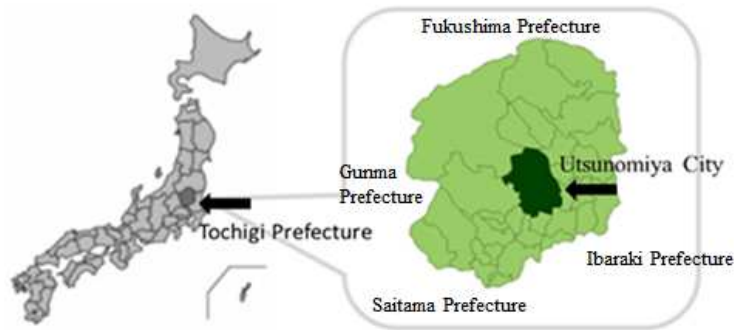 Fukushima Prefecture
Utsunomiya City
Gunma
Prefecture
Tochigi Prefecture
Ibaraki Prefecture
Saitama Prefecture